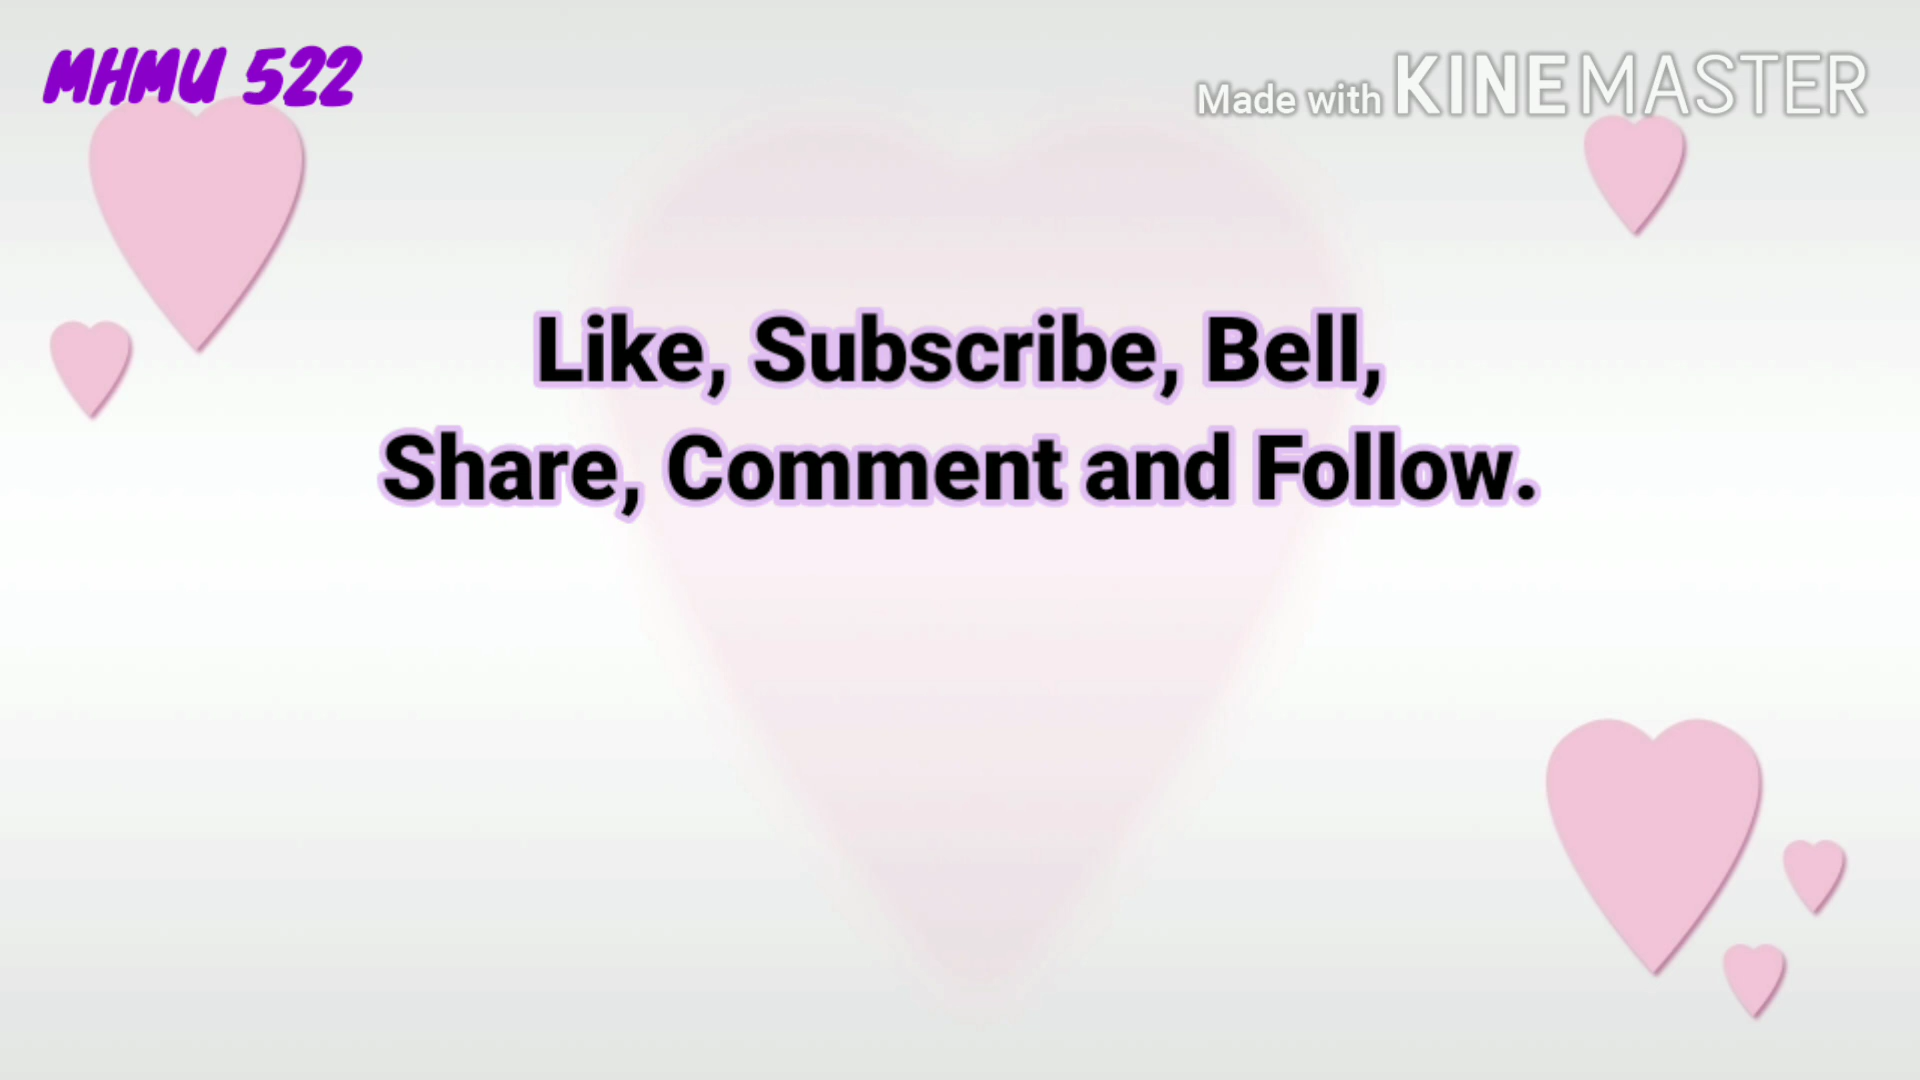 MHMU 522
Made with KINEMASTER
Like, Subscribe, Bell,
Share, Comment and Follow.